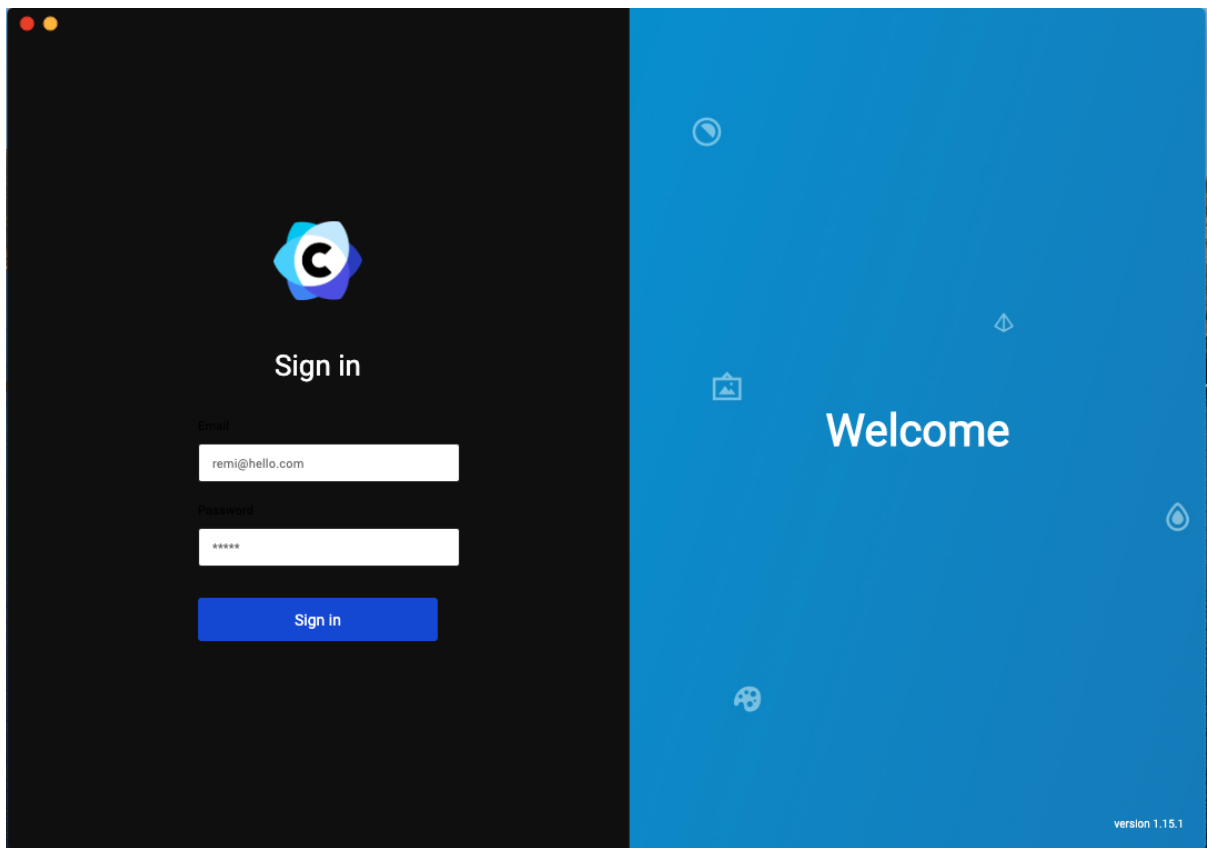 C
Sign in
Email
remi@hello.com
Password
*****
Sign in
Welcome
version 1.15.1